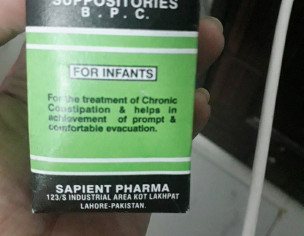 SUPPOSITORIES
B. P. C.
FOR INFANTS
For the treatment of Chronic
Constipation & helps in
achievement of prompt &
comfortable evacuation.
SAPIENT PHARMA
123/S INDUSTRIAL AREA KOT LAKHPAT
LAHORE-PAKISTAN.